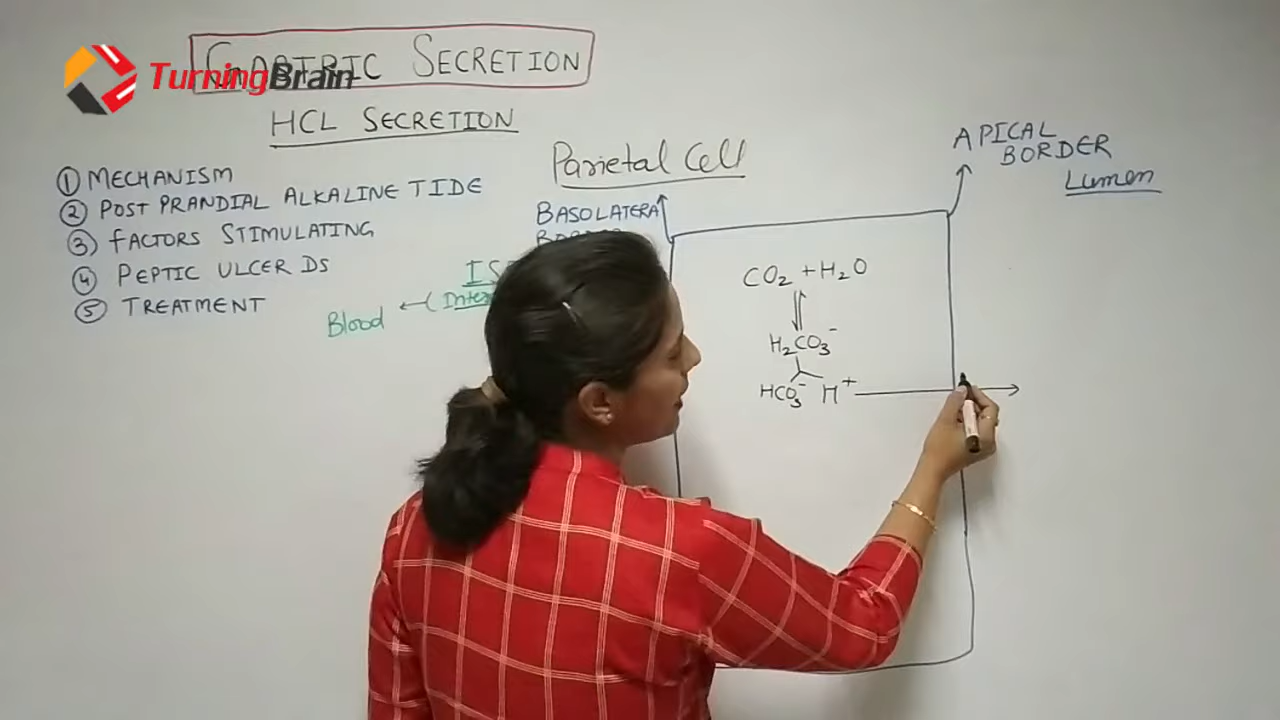 GASTRIC SECRETION
TurningBrain
HCL SECRETION
① MECHANISM
② POST PRANDIAL ALKALINE TIDE
③ FACTORS STIMULATING
④ PEPTIC ULCER DS
⑤ TREATMENT
Blood
Parietal Cell
BASOLATERA
APICAL
BORDER
Lumen
CO₂ + H₂O
H₂CO₃⁻
HCO₃⁻ H⁺